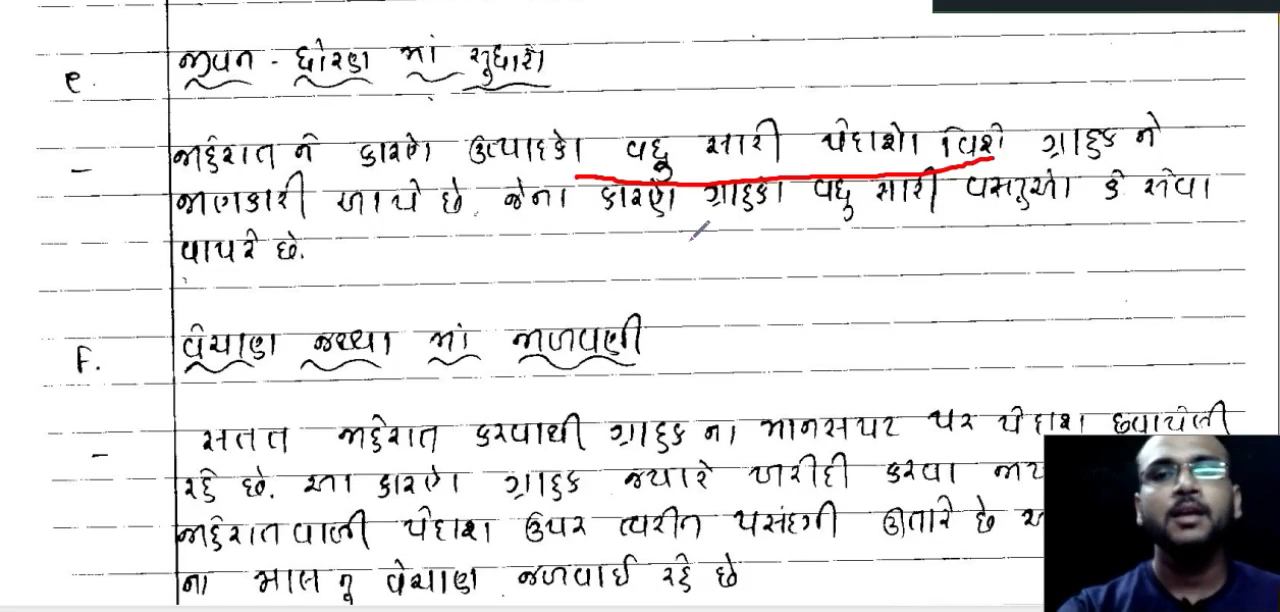 e. જીવન - ધોરણ માં સુધારો
- જાહેરાત ને કારણે ઉત્પાદકો વધુ સારી પેદાશો વિશે ગ્રાહક ને
જાણકારી આપે છે. જેના કારણે ગ્રાહકો વધુ સારી વસ્તુઓ કે સેવા
વાપરે છે.
F. વેચાણ જથ્થા માં જાળવણી
- સતત જાહેરાત કરવાથી ગ્રાહક ના માનસપટ પર પેદાશ છવાયેલી
રહે છે. આ કારણે ગ્રાહક જ્યારે ખરીદી કરવા જાય
જાહેરાતવાળી પેદાશ ઉપર ત્વરીત પસંદગી ઉતારે છે
ના માલ નુ વેચાણ જળવાઈ રહે છે